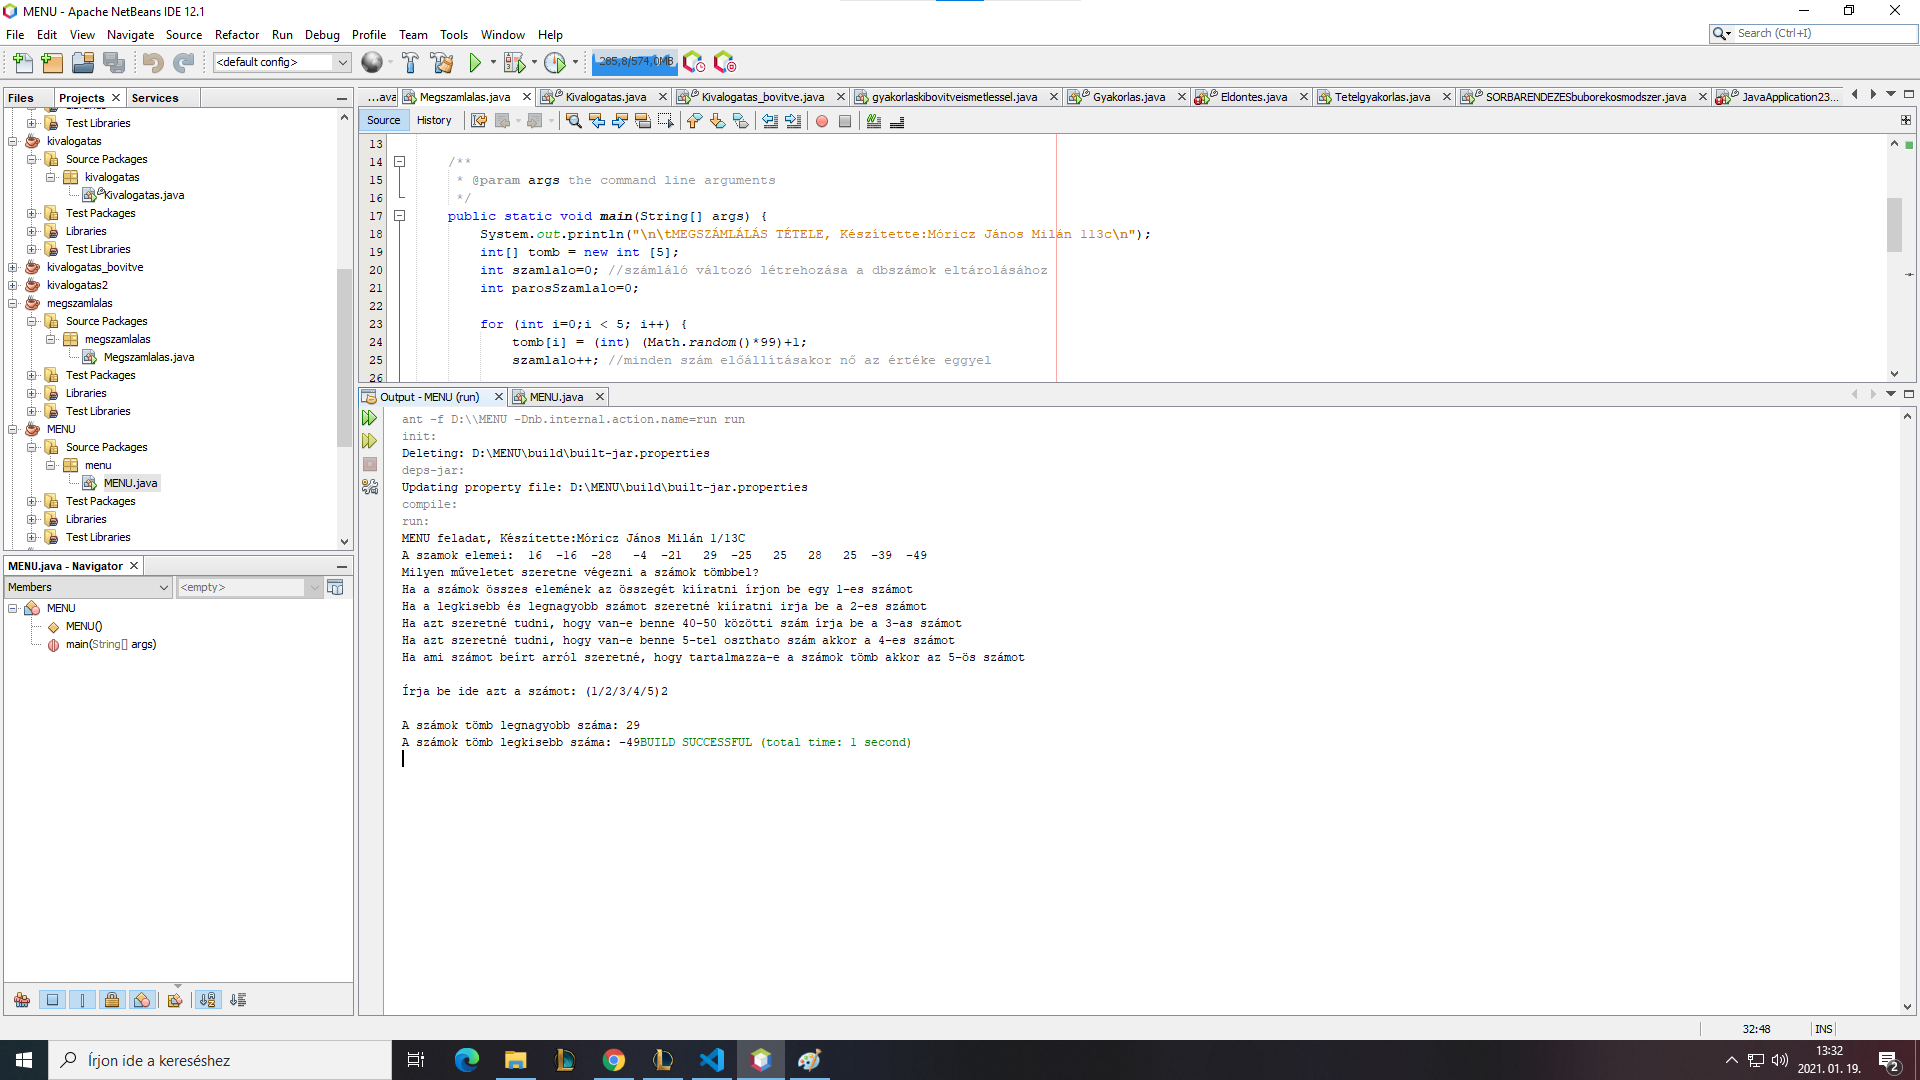 MENU - Apache NetBeans IDE 12.1
File Edit View Navigate Source Refactor Run Debug Profile Team Tools Window Help
Search (Ctrl+I)
<default config>
285,8/574,0MB
Files Projects Services
Test Libraries
kivalogatas
Source Packages
kivalogatas
Kivalogatas.java
Test Packages
Libraries
Test Libraries
kivalogatas_bovitve
kivalogatas2
megszamlalas
Source Packages
megszamlalas
Megszamlalas.java
Test Packages
Libraries
Test Libraries
MENU
Source Packages
menu
MENU.java
Test Packages
Libraries
Test Libraries
MENU.java - Navigator
Members <empty>
MENU
MENU()
main(String[] args)
...ava Megszamlalas.java Kivalogatas.java Kivalogatas_bovitve.java gyakorlaskibovitveismetlessel.java Gyakorlas.java Eldontes.java Tetelgyakorlas.java SORBARENDEZESbuborekosmodszer.java JavaApplication23...
Source History
13
14 /**
15 * @param args the command line arguments
16 */
17 public static void main(String[] args) {
18 System.out.println("\n\tMEGSZÁMLÁLÁS TÉTELE, Készítette:Móricz János Milán 113c\n");
19 int[] tomb = new int [5];
20 int szamlalo=0; //számláló változó létrehozása a dbszámok eltárolásához
21 int parosSzamlalo=0;
22
23 for (int i=0;i < 5; i++) {
24 tomb[i] = (int) (Math.random()*99)+1;
25 szamlalo++; //minden szám előállításakor nő az értéke eggyel
26
Output - MENU (run) MENU.java
ant -f D:\\MENU -Dnb.internal.action.name=run run
init:
Deleting: D:\MENU\build\built-jar.properties
deps-jar:
Updating property file: D:\MENU\build\built-jar.properties
compile:
run:
MENU feladat, Készítette:Móricz János Milán 1/13C
A szamok elemei: 16 -16 -28 -4 -21 29 -25 25 28 25 -39 -49
Milyen műveletet szeretne végezni a számok tömbbel?
Ha a számok összes elemének az összegét kiíratni írjon be egy 1-es számot
Ha a legkisebb és legnagyobb számot szeretné kiíratni irja be a 2-es számot
Ha azt szeretné tudni, hogy van-e benne 40-50 közötti szám írja be a 3-as számot
Ha azt szeretné tudni, hogy van-e benne 5-tel osztható szám akkor a 4-es számot
Ha ami számot beírt arról szeretné, hogy tartalmazza-e a számok tömb akkor az 5-ös számot
Írja be ide azt a számot: (1/2/3/4/5)2
A számok tömb legnagyobb száma: 29
A számok tömb legkisebb száma: -49BUILD SUCCESSFUL (total time: 1 second)
32:48 INS
Írjon ide a kereséshez
13:32
2021. 01. 19.
2